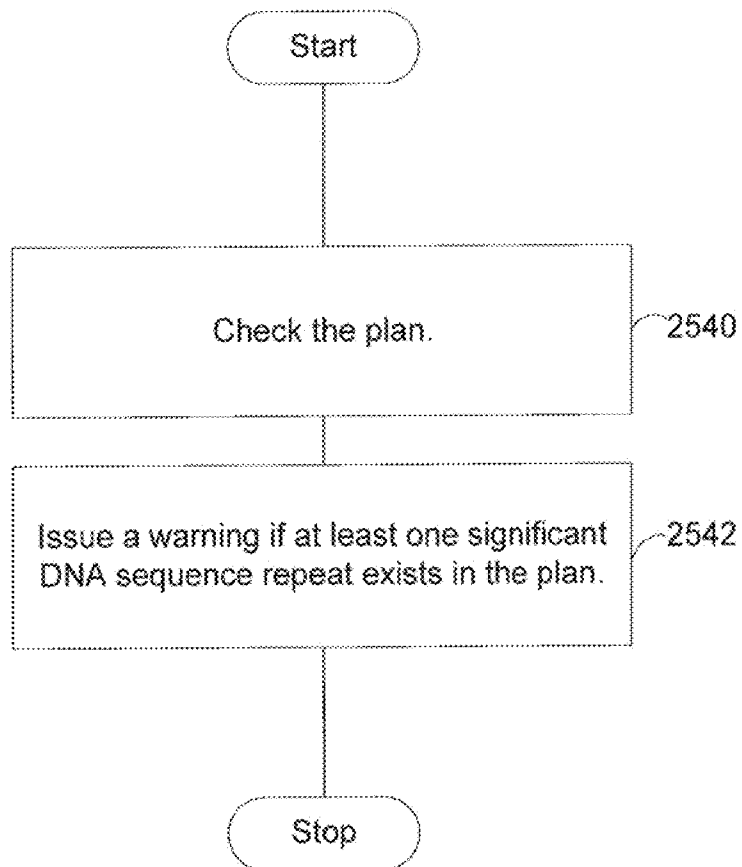 Start
Check the plan.
2540
Issue a warning if at least one significant
DNA sequence repeat exists in the plan.
2542
Stop